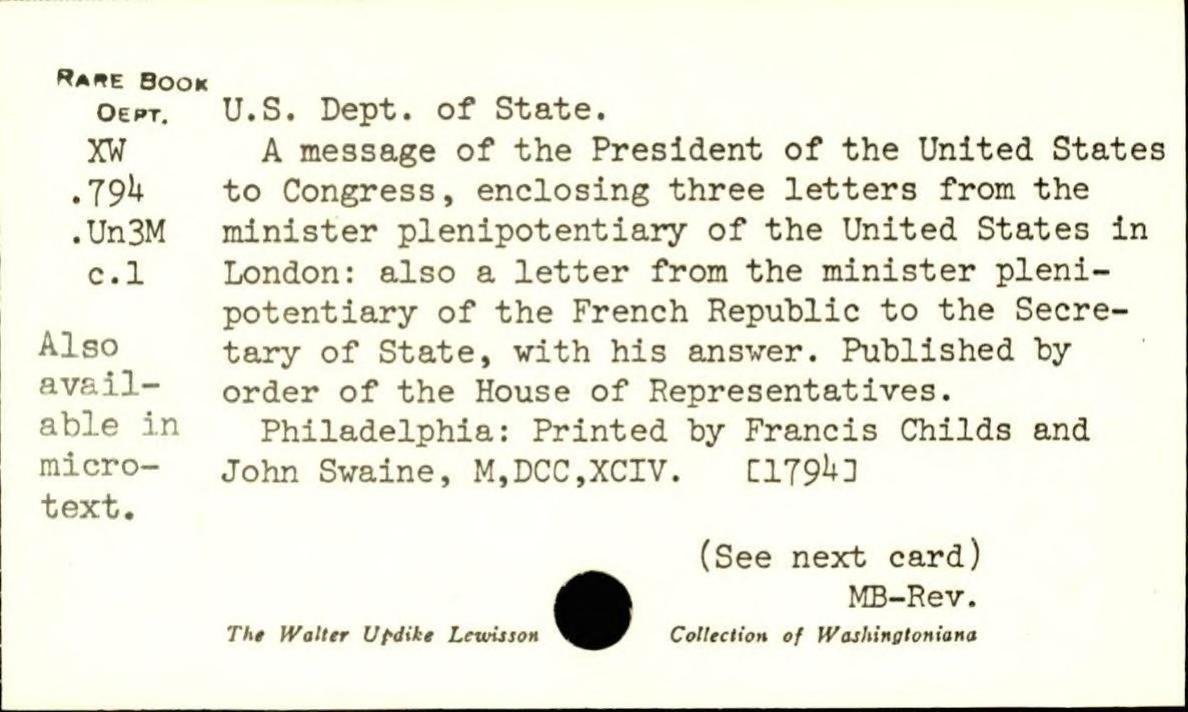 RARE BOOK
DEPT.
U.S. Dept. of State.
XW
A message of the President of the United States
.794
to Congress, enclosing three letters from the
.Un3M
minister plenipotentiary of the United States in
c.1
London: also a letter from the minister pleni-
potentiary of the French Republic to the Secre-
tary of State, with his answer. Published by
order of the House of Representatives.
Philadelphia: Printed by Francis Childs and
John Swaine, M,DCC,XCIV. [1794]
Also
avail-
able in
micro-
text.
(See next card)
MB-Rev.
The Walter Updike Lewisson Collection of Washingtoniana